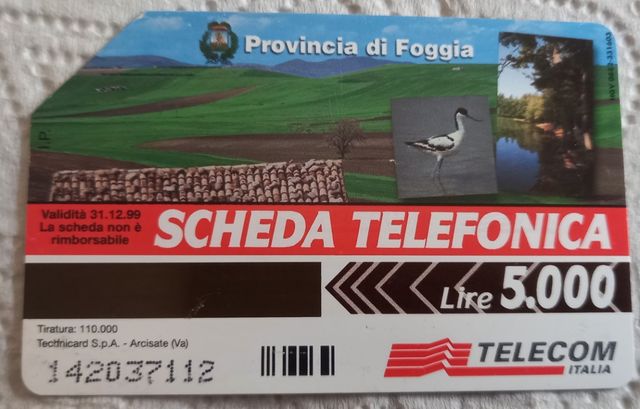 Provincia di Foggia
I.P.
Validità 31.12.99
La scheda non è
rimborsabile
SCHEDA TELEFONICA
Lire 5.000
Tiratura: 110.000
Technicard S.p.A. - Arcisate (Va)
142037112
TELECOM
ITALIA